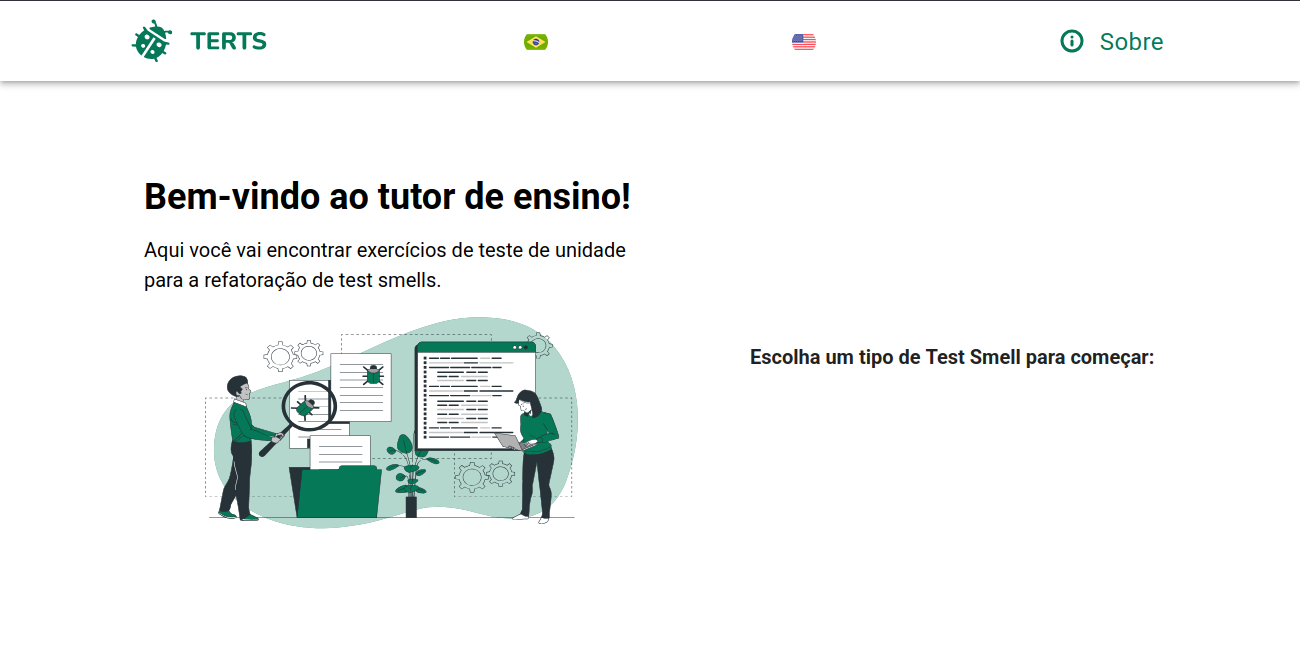 TERTS
Sobre
Bem-vindo ao tutor de ensino!
Aqui você vai encontrar exercícios de teste de unidade
para a refatoração de test smells.
Escolha um tipo de Test Smell para começar: